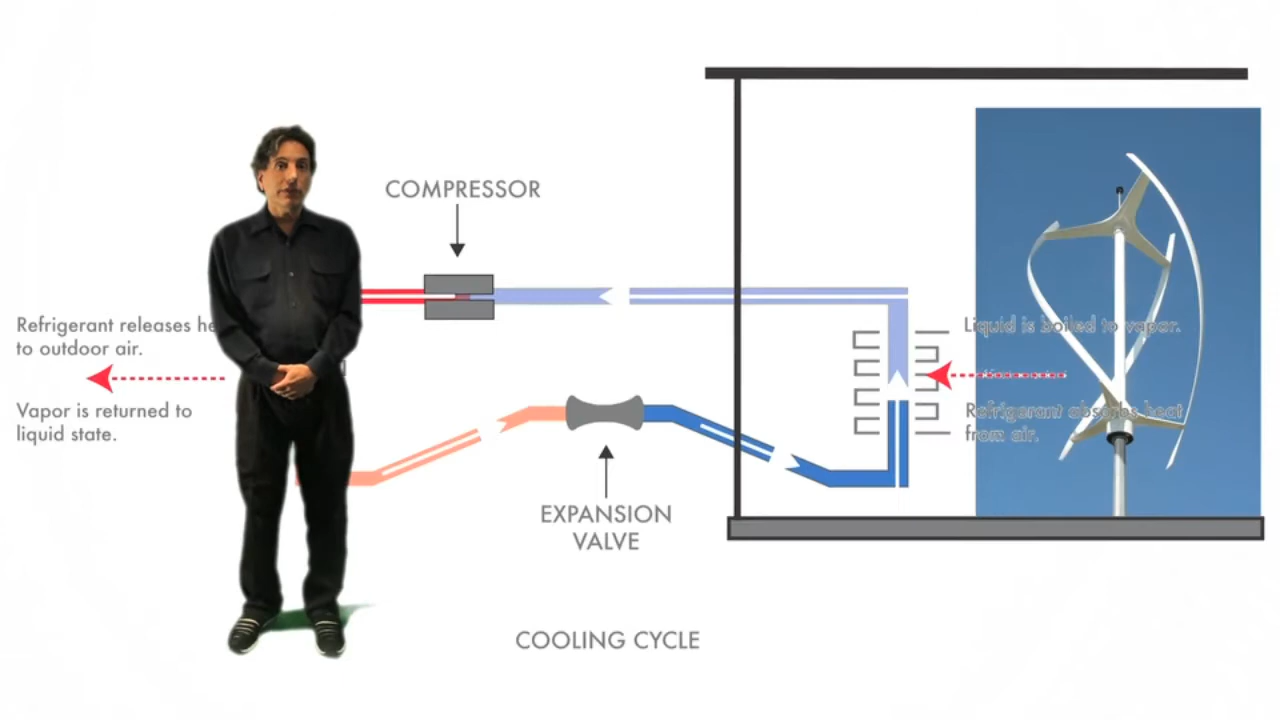 COMPRESSOR
Refrigerant releases
to outdoor air.
Vapor is returned to
liquid state.
Liquid is boiled to vapor.
Refrigerant absorbs heat
from air.
EXPANSION
VALVE
COOLING CYCLE